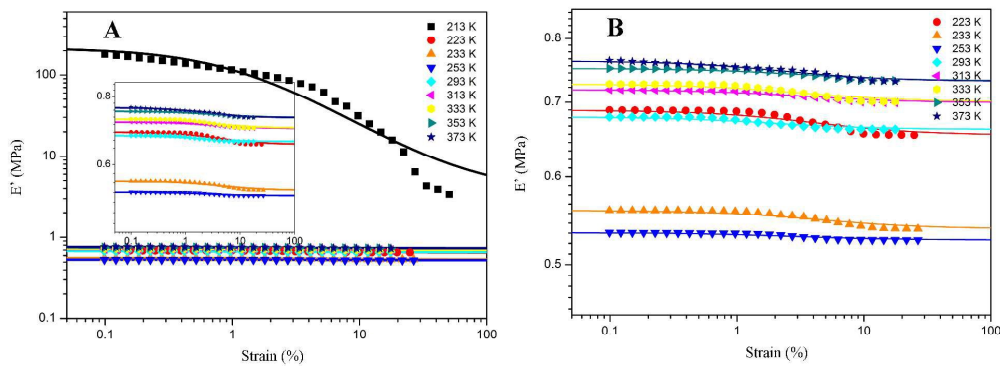 A
E' (MPa)
100
10
1
0.1
0.1
1
10
100
Strain (%)
213 K
223 K
233 K
253 K
293 K
313 K
333 K
353 K
373 K
0.8
0.6
0.1
1
10
100
B
E' (MPa)
0.8
0.7
0.6
0.5
0.1
1
10
100
Strain (%)
223 K
233 K
253 K
293 K
313 K
333 K
353 K
373 K